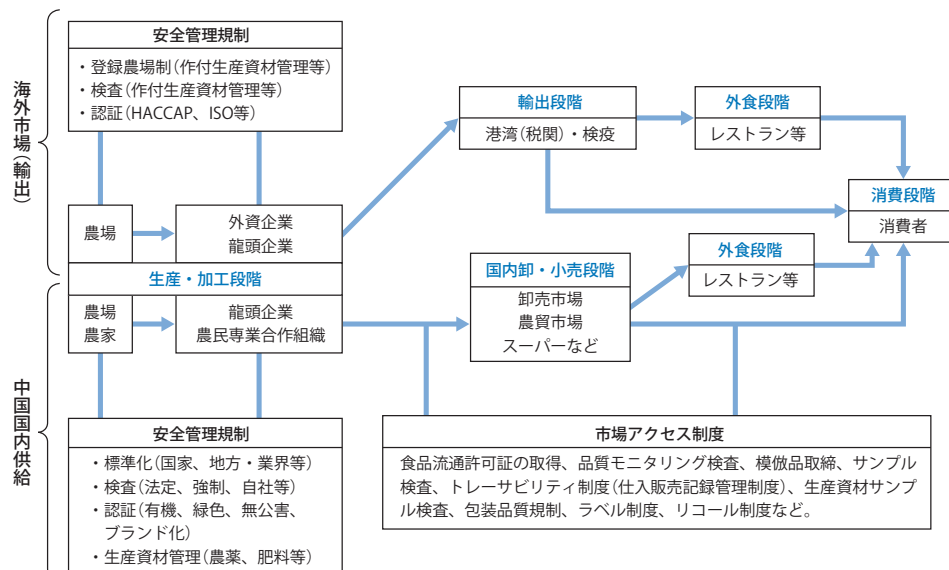 海外市場（輸出）
安全管理規制
・登録農場制（作付生産資材管理等）
・検査（作付生産資材管理等）
・認証（HACCAP、ISO等）
農場
外資企業
龍頭企業
輸出段階
港湾（税関）・検疫
外食段階
レストラン等
消費段階
消費者
生産・加工段階
中国国内供給
農場
農家
龍頭企業
農民専業合作組織
国内卸・小売段階
卸売市場
農貿市場
スーパーなど
外食段階
レストラン等
安全管理規制
・標準化（国家、地方・業界等）
・検査（法定、強制、自社等）
・認証（有機、緑色、無公害、
ブランド化）
・生産資材管理（農薬、肥料等）
市場アクセス制度
食品流通許可証の取得、品質モニタリング検査、模倣品取締、サンプル
検査、トレーサビリティ制度（仕入販売記録管理制度）、生産資材サンプ
ル検査、包装品質規制、ラベル制度、リコール制度など。